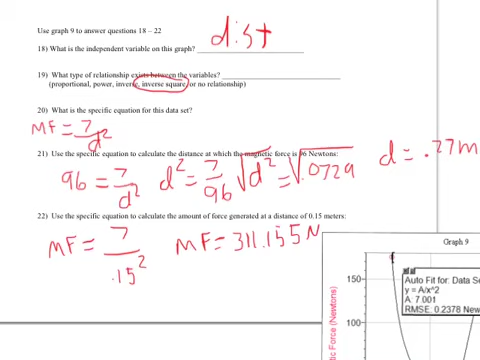 Use graph 9 to answer questions 18 – 22
dist
18) What is the independent variable on this graph? ____________________
19) What type of relationship exists between the variables? ____________________
(proportional, power, inverse, inverse square, or no relationship)
20) What is the specific equation for this data set?
MF = 7/d²
21) Use the specific equation to calculate the distance at which the magnetic force is 96 Newtons:
96 = 7/d² d² = 7/96 √d² = √.0729 d = .27m
22) Use the specific equation to calculate the amount of force generated at a distance of 0.15 meters:
MF = 7/.15² MF = 311.155N
Graph 9
150
100
Auto Fit for: Data Se
y = A/x^2
A: 7.001
RMSE: 0.2378 New
tic Force (Newtons)